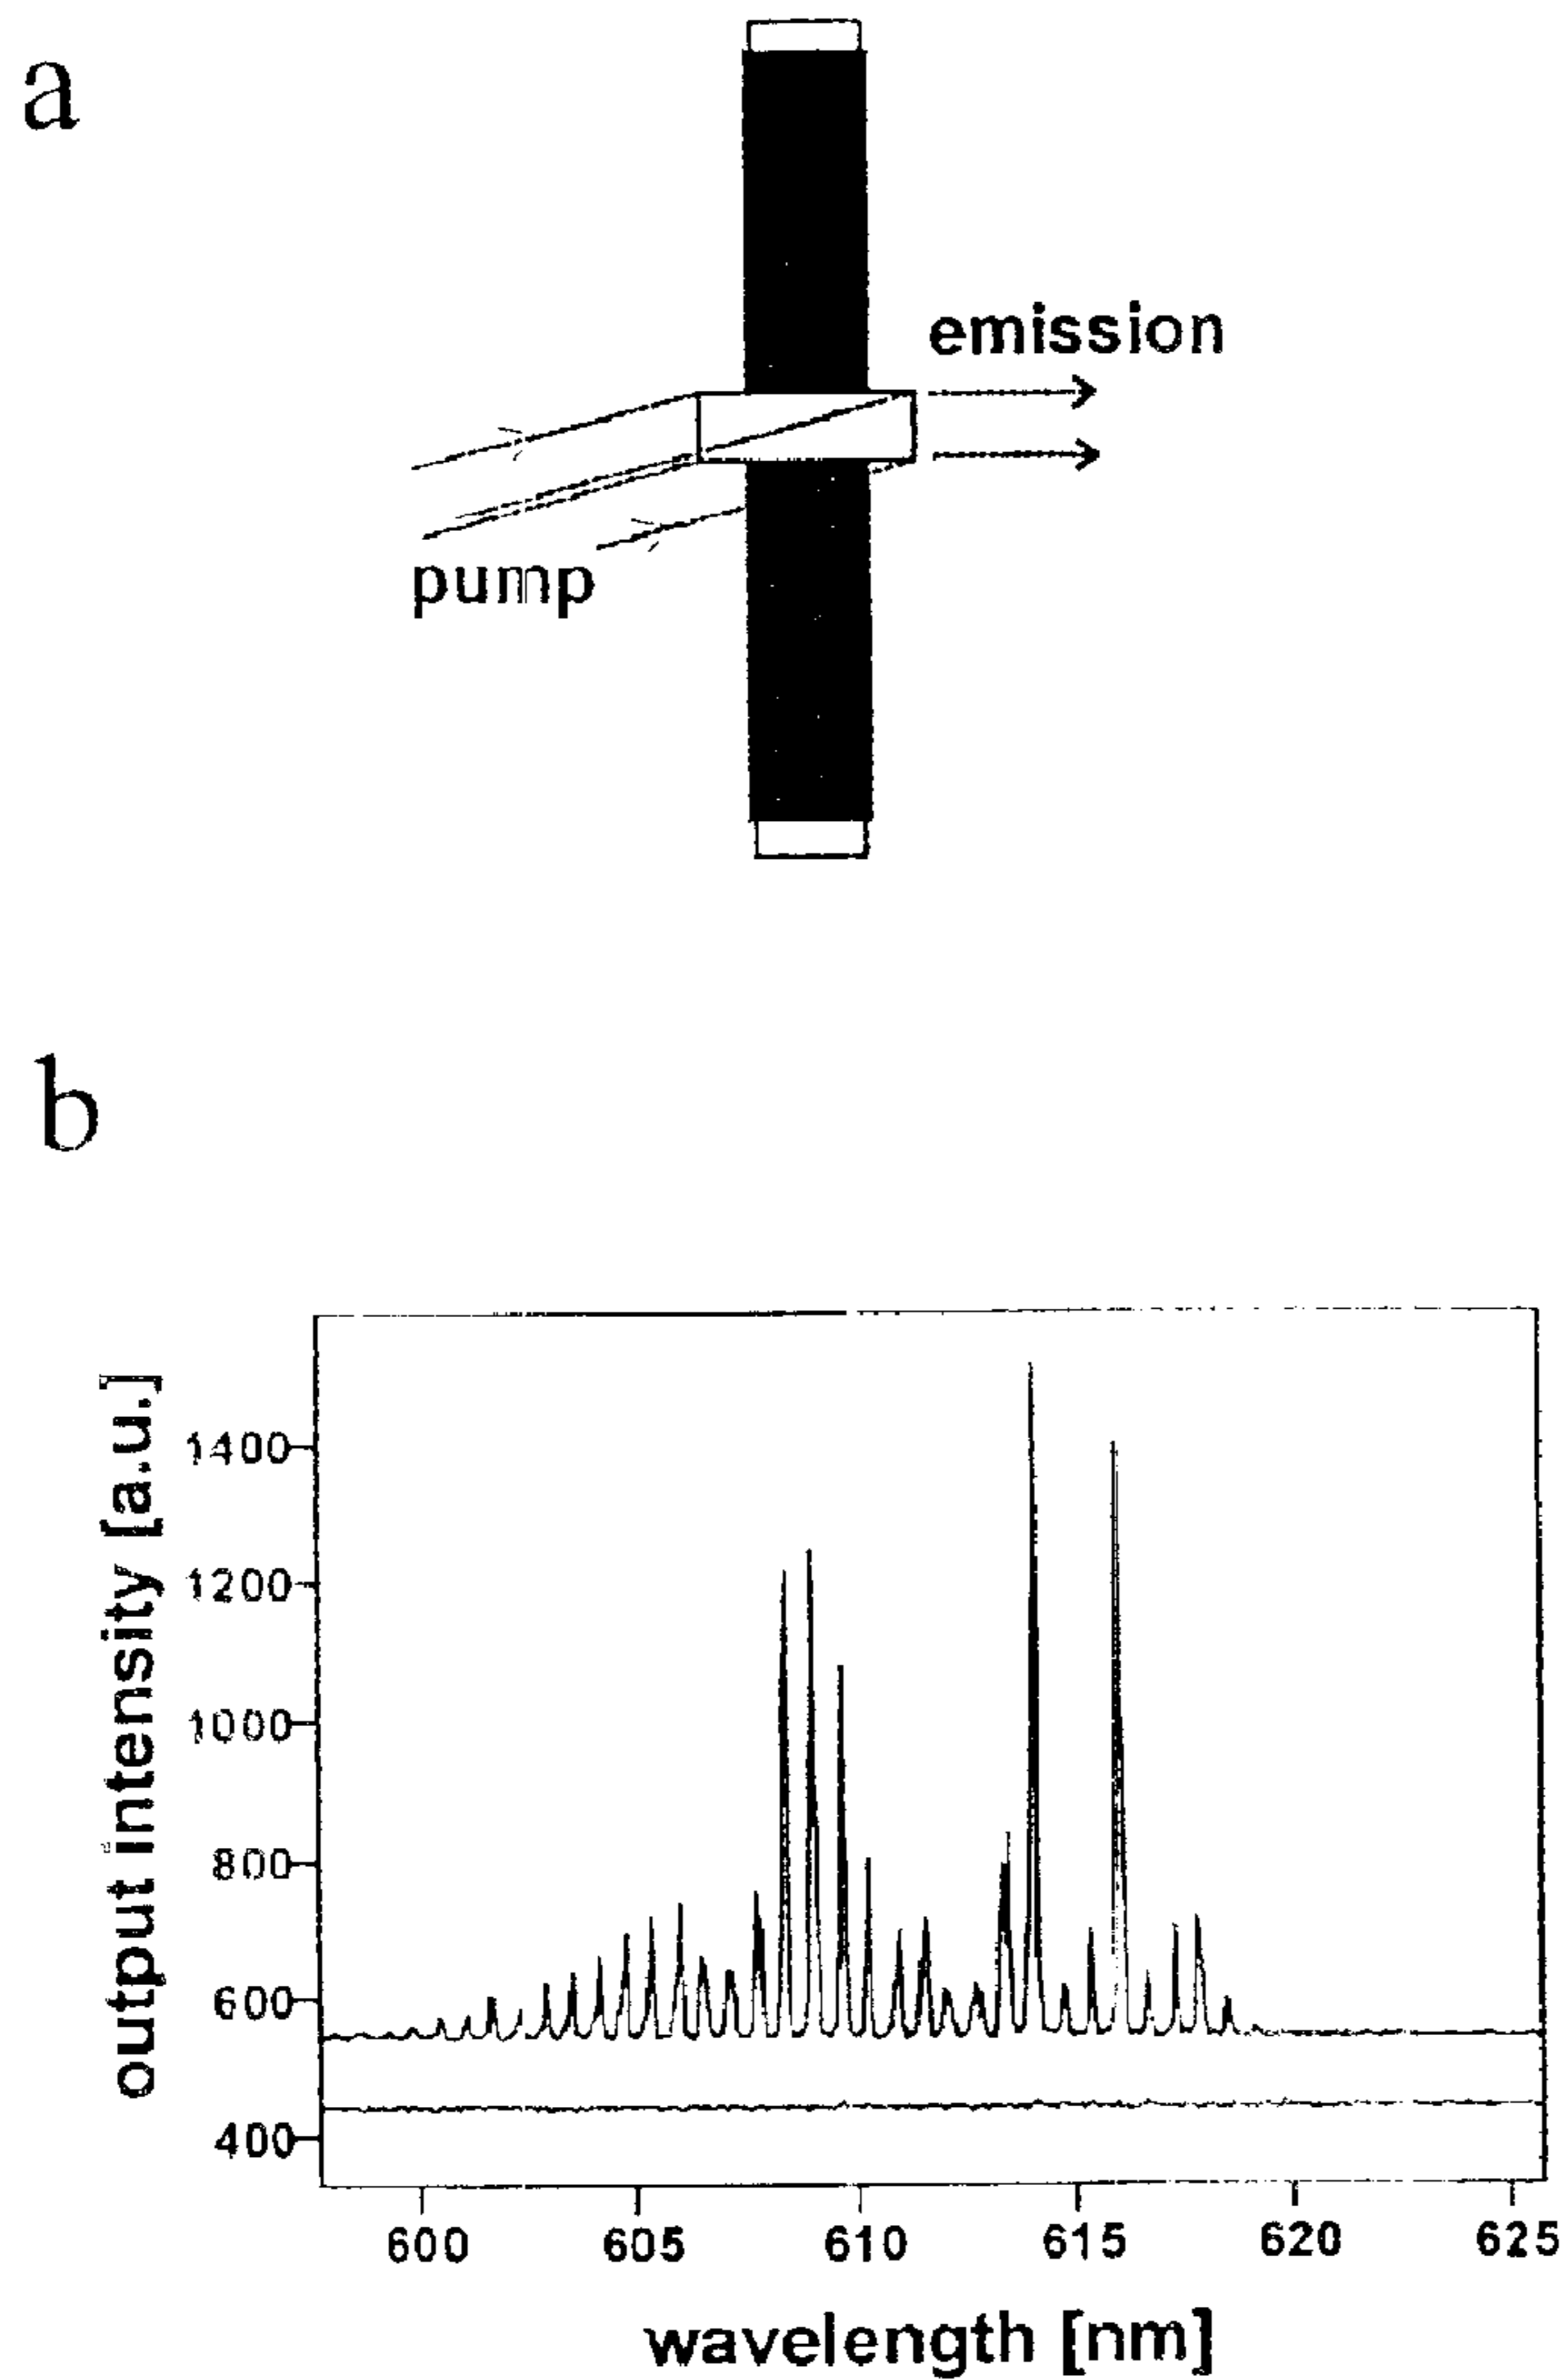 a
emission
pump
b
output intensity [a.u.]
1400
1200
1000
800
600
400
600 605 610 615 620 625
wavelength [nm]